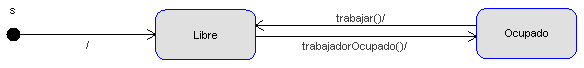 s
/
Libre
trabajar()/
trabajadorOcupado()/
Ocupado